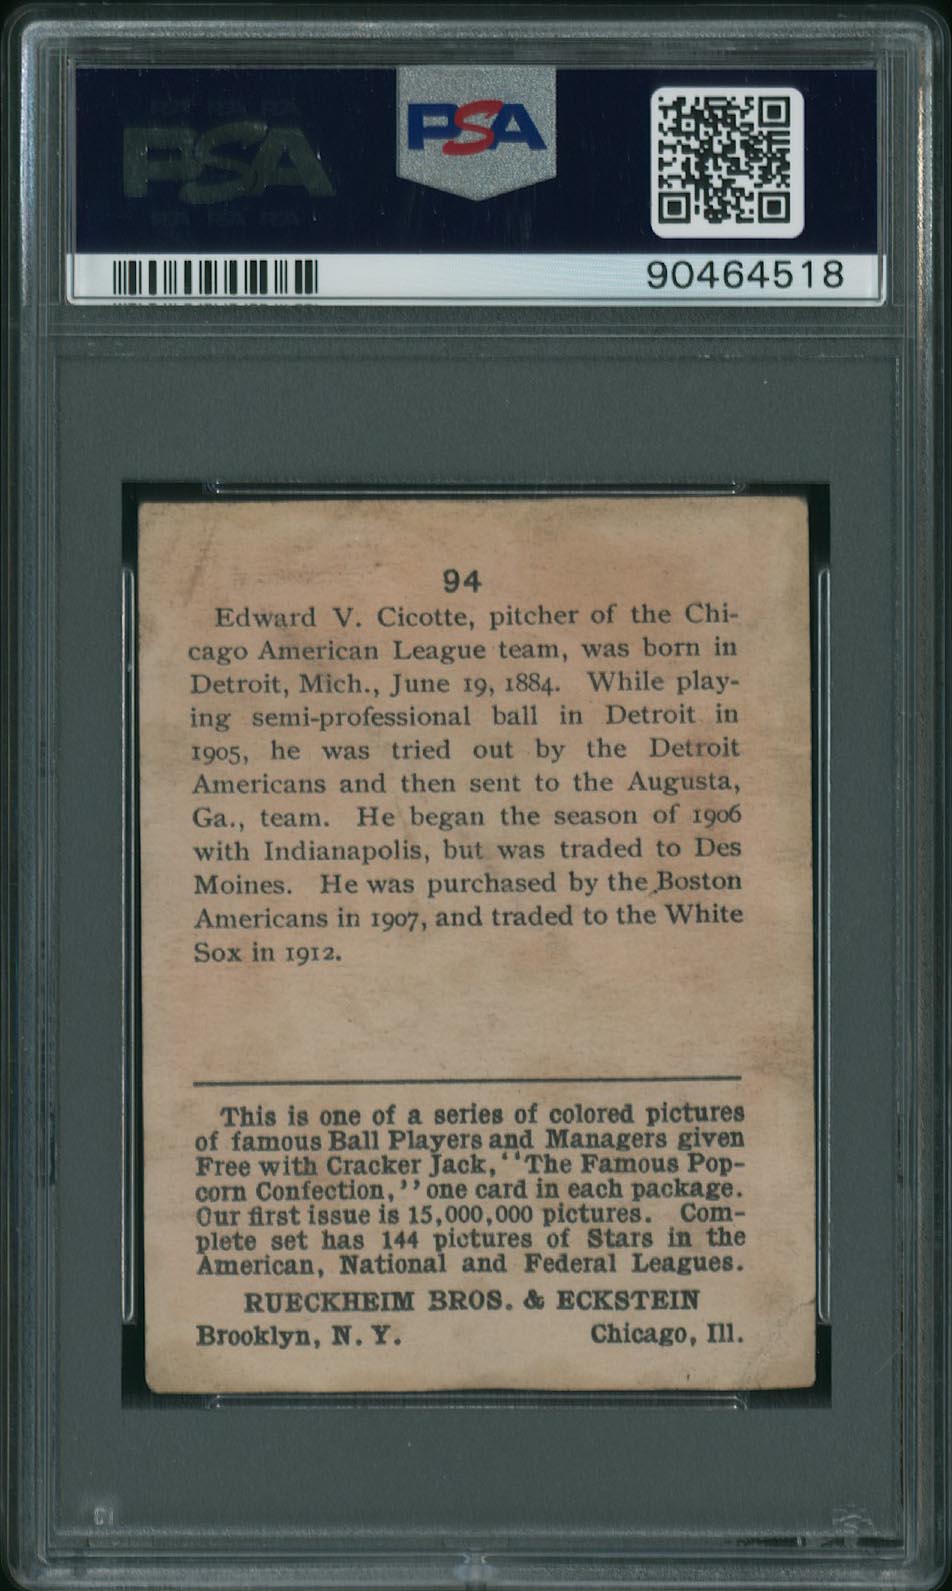 PSA
PSA
90464518
94
Edward V. Cicotte, pitcher of the Chi-
cago American League team, was born in
Detroit, Mich., June 19, 1884. While play-
ing semi-professional ball in Detroit in
1905, he was tried out by the Detroit
Americans and then sent to the Augusta,
Ga., team. He began the season of 1906
with Indianapolis, but was traded to Des
Moines. He was purchased by the Boston
Americans in 1907, and traded to the White
Sox in 1912.
This is one of a series of colored pictures
of famous Ball Players and Managers given
Free with Cracker Jack, "The Famous Pop-
corn Confection," one card in each package.
Our first issue is 15,000,000 pictures. Com-
plete set has 144 pictures of Stars in the
American, National and Federal Leagues.
RUECKHEIM BROS. & ECKSTEIN
Brooklyn, N. Y. Chicago, Ill.